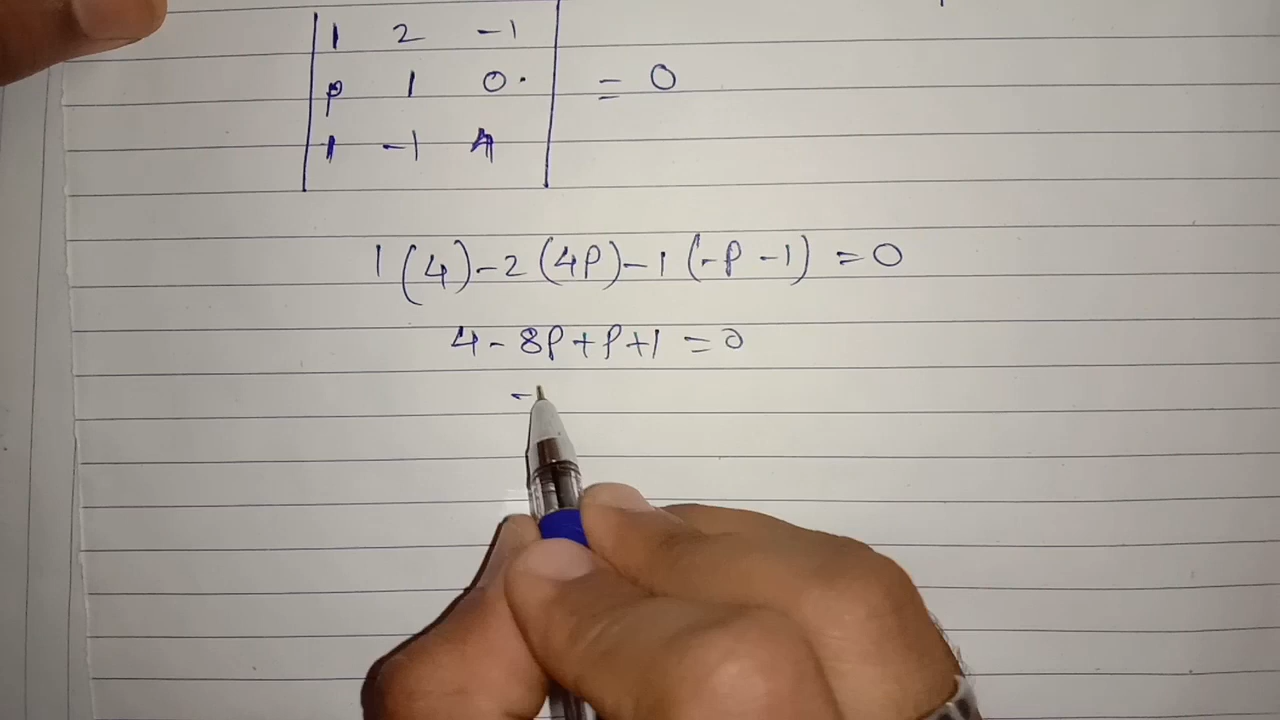 | 1 2 -1 |
| p 1 0. | = 0
| 1 -1 4 |
1(4)-2(4P)-1(-P-1)=0
4-8P+P+1=0
-